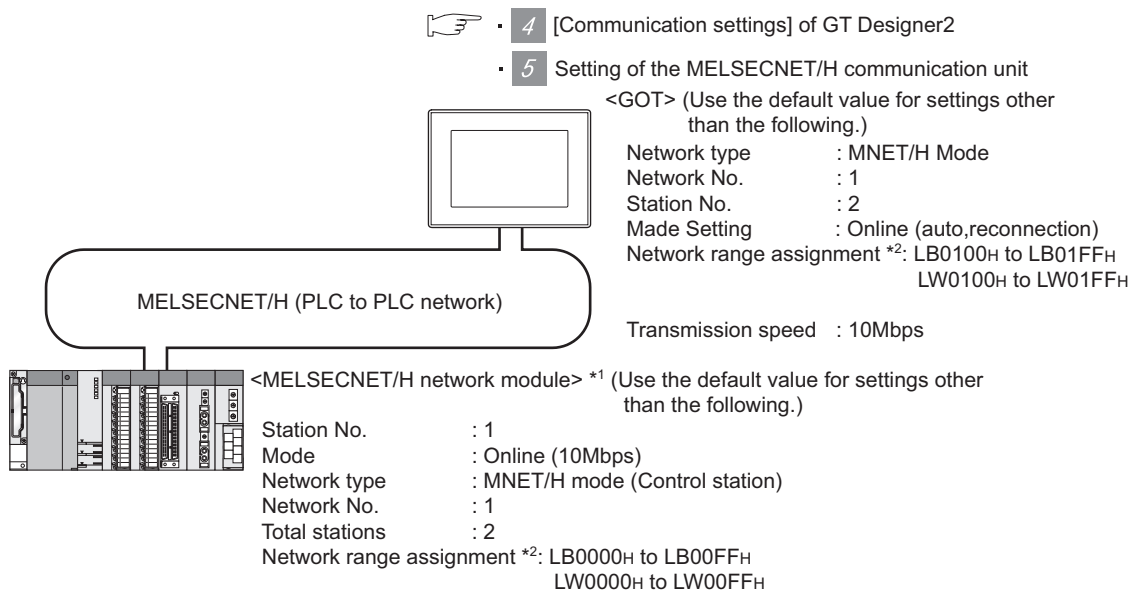 · 4 [Communication settings] of GT Designer2
· 5 Setting of the MELSECNET/H communication unit
<GOT> (Use the default value for settings other
than the following.)
Network type : MNET/H Mode
Network No. : 1
Station No. : 2
Made Setting : Online (auto,reconnection)
Network range assignment *2: LB0100H to LB01FFH
LW0100H to LW01FFH
MELSECNET/H (PLC to PLC network)
Transmission speed : 10Mbps
<MELSECNET/H network module> *1 (Use the default value for settings other
than the following.)
Station No. : 1
Mode : Online (10Mbps)
Network type : MNET/H mode (Control station)
Network No. : 1
Total stations : 2
Network range assignment *2: LB0000H to LB00FFH
LW0000H to LW00FFH